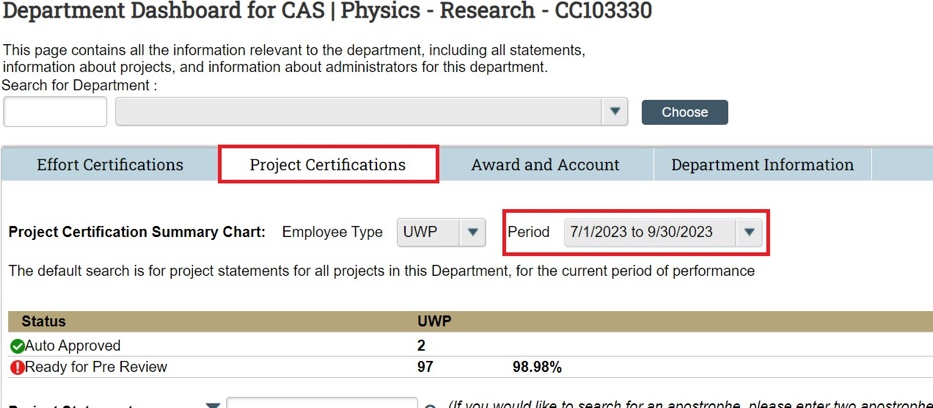 Department Dashboard for CAS | Physics - Research - CC103330
This page contains all the information relevant to the department, including all statements,
information about projects, and information about administrators for this department.
Search for Department :
Choose
Effort Certifications Project Certifications Award and Account Department Information
Project Certification Summary Chart: Employee Type UWP Period 7/1/2023 to 9/30/2023
The default search is for project statements for all projects in this Department, for the current period of performance
Status UWP
Auto Approved 2
Ready for Pre Review 97 98.98%
(If you would like to search for an apostrophe, please enter two apostrophe